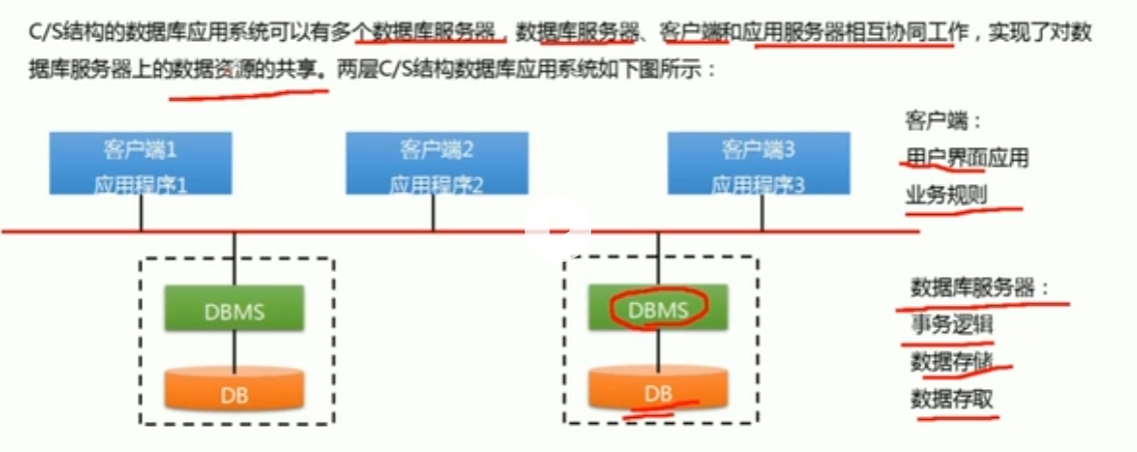 C/S结构的数据库应用系统可以有多个数据库服务器，数据库服务器、客户端和应用服务器相互协同工作，实现了对数
据库服务器上的数据资源的共享。两层C/S结构数据库应用系统如下图所示：
客户端1
应用程序1
客户端2
应用程序2
客户端3
应用程序3
客户端：
用户界面应用
业务规则
DBMS
DB
DBMS
DB
数据库服务器：
事务逻辑
数据存储
数据存取